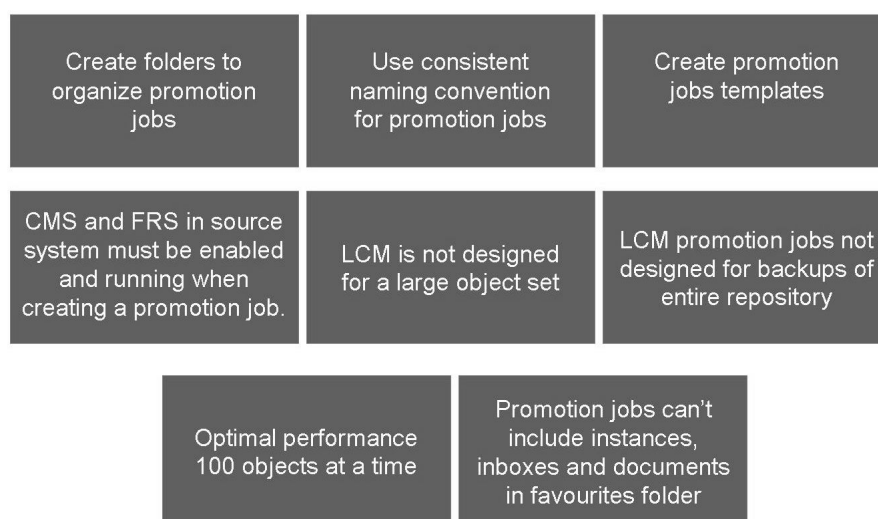 Create folders to
organize promotion
jobs
Use consistent
naming convention
for promotion jobs
Create promotion
jobs templates
CMS and FRS in source
system must be enabled
and running when
creating a promotion job.
LCM is not designed
for a large object set
LCM promotion jobs not
designed for backups of
entire repository
Optimal performance
100 objects at a time
Promotion jobs can’t
include instances,
inboxes and documents
in favourites folder